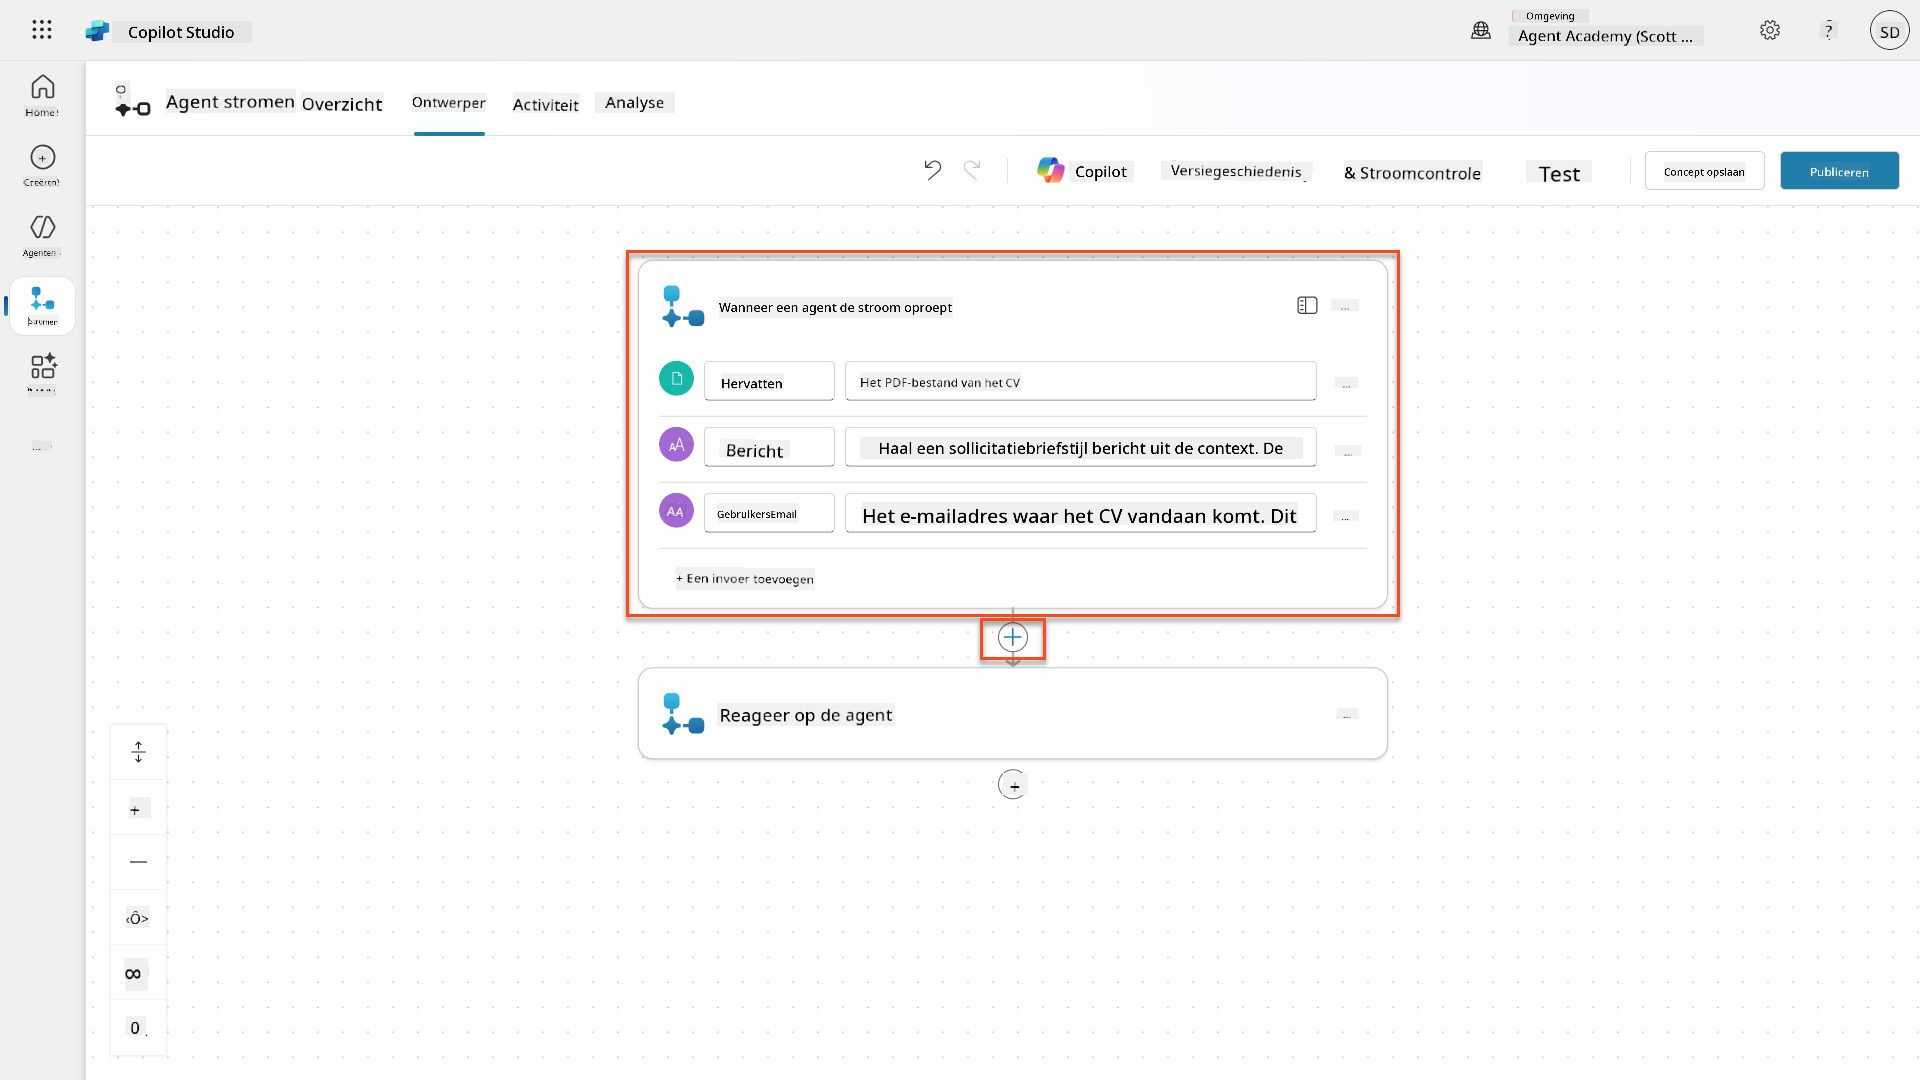 Copilot Studio
Omgeving
Agent Academy (Scott ...
?
SD
Home
Creëren
Agenten
Stromen
...
Agent stromen
Overzicht
Ontwerper
Activiteit
Analyse
Copilot
Versiegeschiedenis
& Stroomcontrole
Test
Concept opslaan
Publiceren
Wanneer een agent de stroom oproept
...
Hervatten
Het PDF-bestand van het CV
...
AA
Bericht
Haal een sollicitatiebriefstijl bericht uit de context. De
...
AA
GebruikersEmail
Het e-mailadres waar het CV vandaan komt. Dit
...
+ Een invoer toevoegen
Reageer op de agent
...
+
+
‹Ô>
∞
0